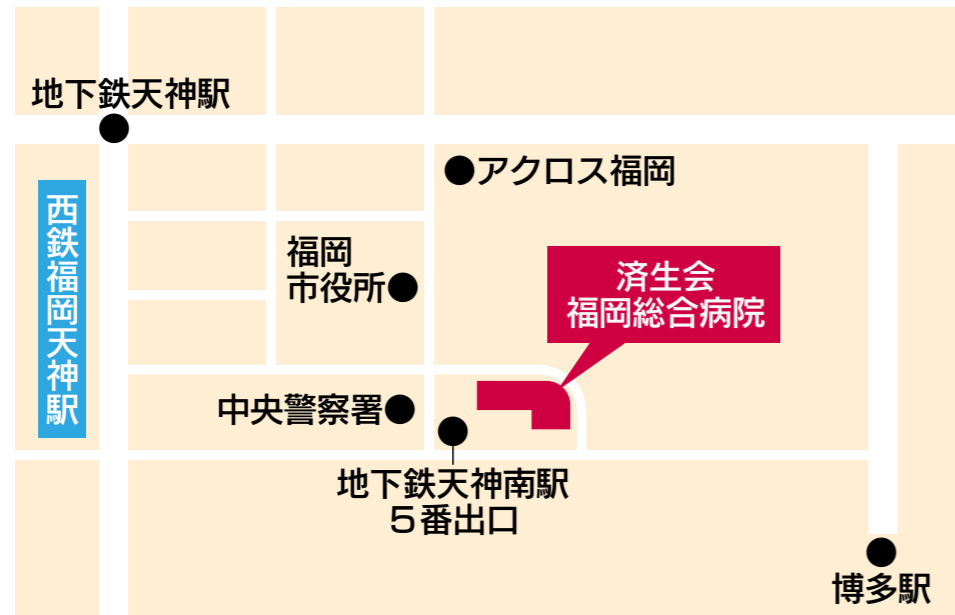 地下鉄天神駅
アクロス福岡
西鉄福岡天神駅
福岡
市役所
済生会
福岡総合病院
中央警察署
地下鉄天神南駅
５番出口
博多駅